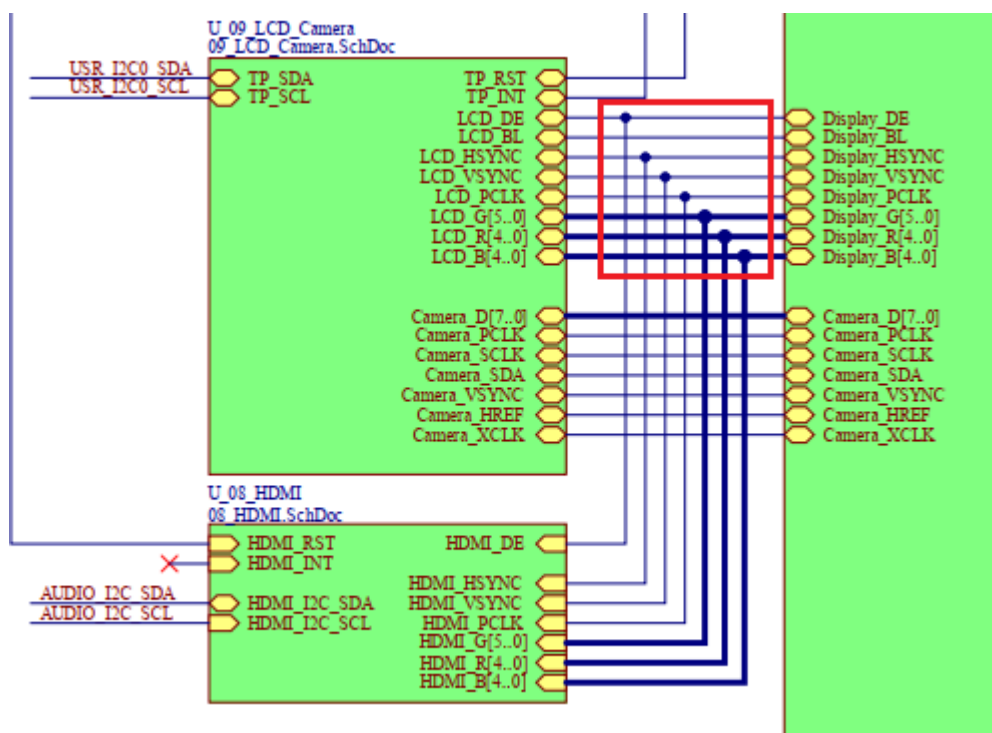 U_09_LCD_Camera
09_LCD_Camera.SchDoc
USR_I2C0_SDA
USR_I2C0_SCL
TP_SDA
TP_SCL
TP_RST
TP_INT
LCD_DE
LCD_BL
LCD_HSYNC
LCD_VSYNC
LCD_PCLK
LCD_G[5..0]
LCD_R[4..0]
LCD_B[4..0]
Camera_D[7..0]
Camera_PCLK
Camera_SCLK
Camera_SDA
Camera_VSYNC
Camera_HREF
Camera_XCLK
Display_DE
Display_BL
Display_HSYNC
Display_VSYNC
Display_PCLK
Display_G[5..0]
Display_R[4..0]
Display_B[4..0]
Camera_D[7..0]
Camera_PCLK
Camera_SCLK
Camera_SDA
Camera_VSYNC
Camera_HREF
Camera_XCLK
U_08_HDMI
08_HDMI.SchDoc
AUDIO_I2C_SDA
AUDIO_I2C_SCL
HDMI_RST
HDMI_INT
HDMI_I2C_SDA
HDMI_I2C_SCL
HDMI_DE
HDMI_HSYNC
HDMI_VSYNC
HDMI_PCLK
HDMI_G[5..0]
HDMI_R[4..0]
HDMI_B[4..0]